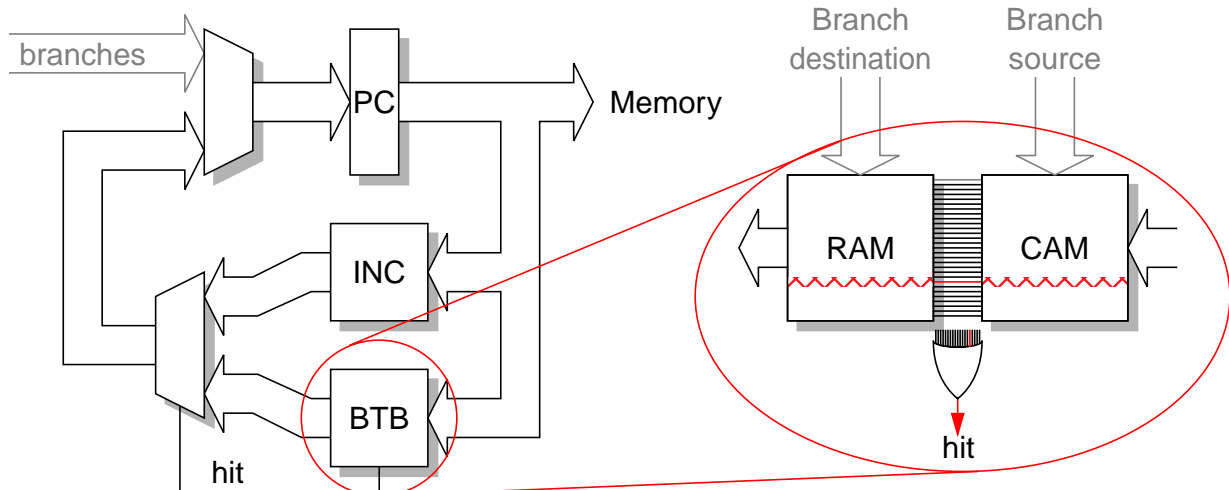 branches
PC
Memory
INC
BTB
hit
Branch
destination
Branch
source
RAM
CAM
hit